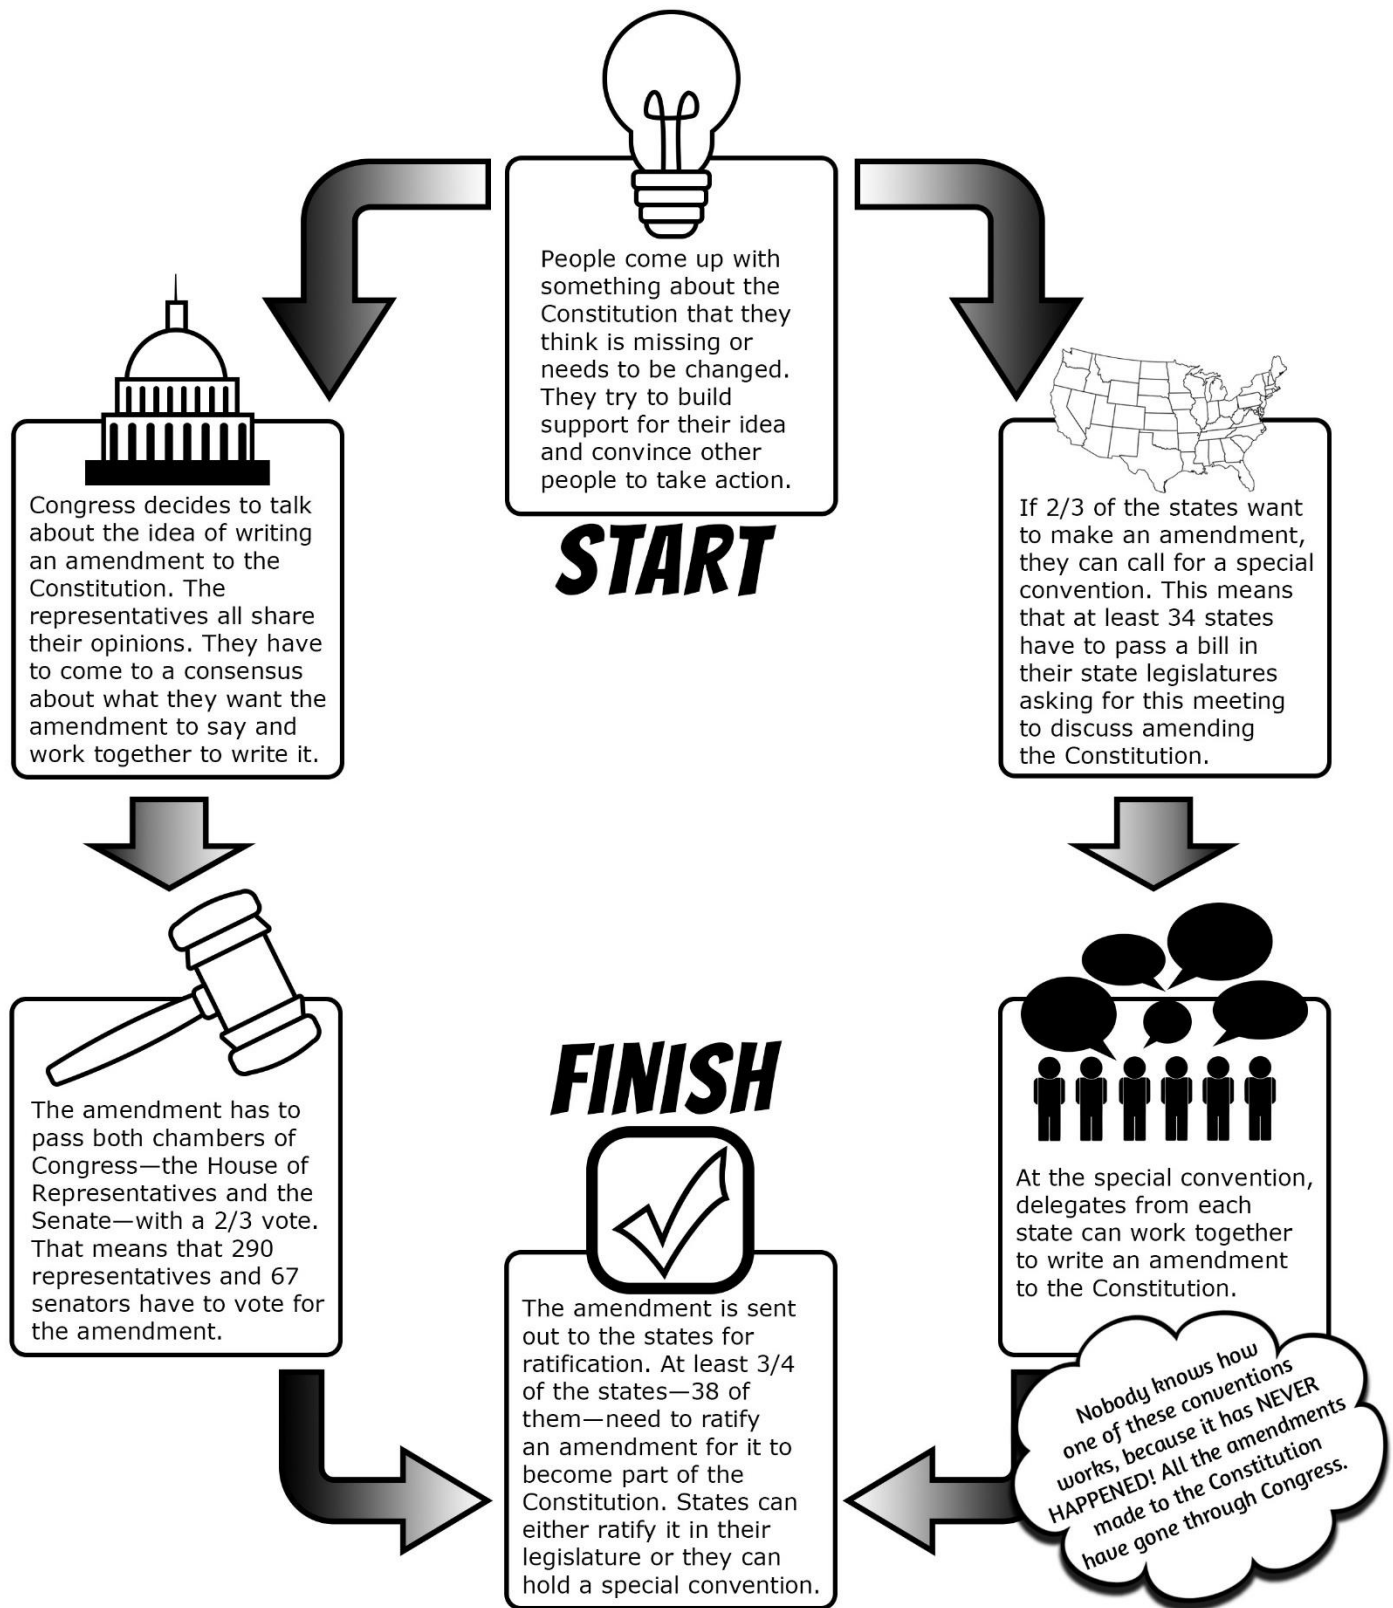 People come up with
something about the
Constitution that they
think is missing or
needs to be changed.
They try to build
support for their idea
and convince other
people to take action.
START
Congress decides to talk
about the idea of writing
an amendment to the
Constitution. The
representatives all share
their opinions. They have
to come to a consensus
about what they want the
amendment to say and
work together to write it.
If 2/3 of the states want
to make an amendment,
they can call for a special
convention. This means
that at least 34 states
have to pass a bill in
their state legislatures
asking for this meeting
to discuss amending
the Constitution.
The amendment has to
pass both chambers of
Congress—the House of
Representatives and the
Senate—with a 2/3 vote.
That means that 290
representatives and 67
senators have to vote for
the amendment.
At the special convention,
delegates from each
state can work together
to write an amendment
to the Constitution.
Nobody knows how
one of these conventions
works, because it has NEVER
HAPPENED! All the amendments
made to the Constitution
have gone through Congress.
FINISH
The amendment is sent
out to the states for
ratification. At least 3/4
of the states—38 of
them—need to ratify
an amendment for it to
become part of the
Constitution. States can
either ratify it in their
legislature or they can
hold a special convention.